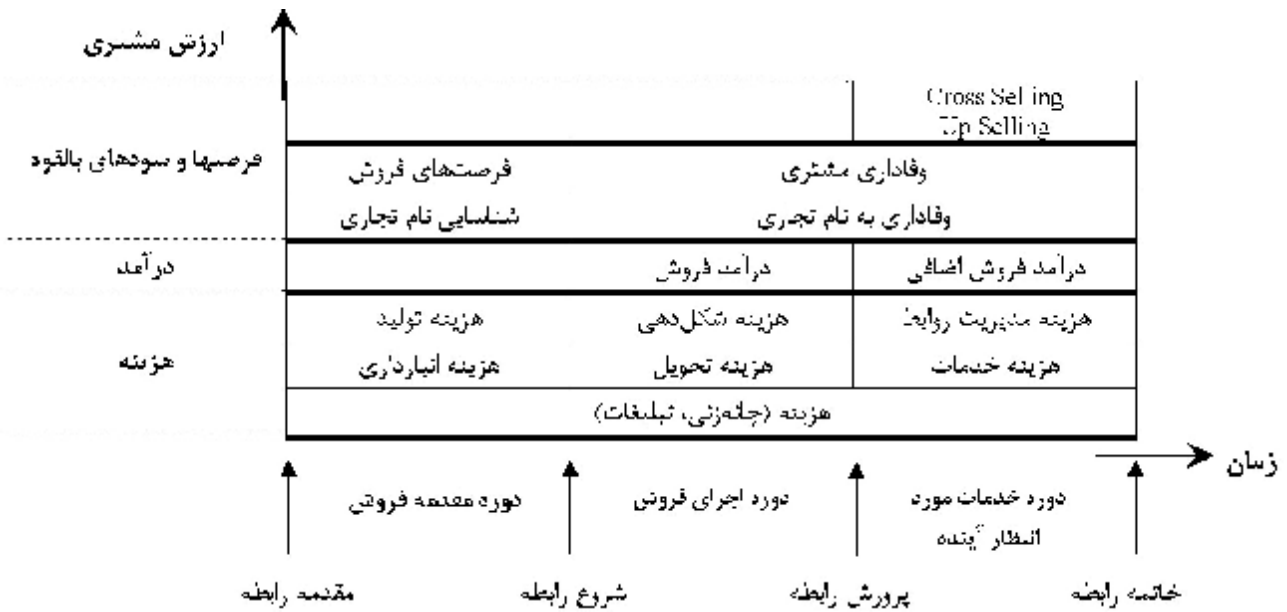 ارزش مشتری
Cross Selling
Up Selling
فرصتها و سودهای بالقوه
فرصت‌های فروش
شناسایی نام تجاری
وفاداری مشتری
وفاداری به نام تجاری
درآمد
درآمد فروش
درآمد فروش اضافی
هزینه
هزینه تولید
هزینه انبارداری
هزینه شکل‌دهی
هزینه تحویل
هزینه مدیریت روابط
هزینه خدمات
هزینه (چانه‌زنی، تبلیغات)
زمان
دوره مقدمه فروش
دوره اجرای فروش
دوره خدمات مورد
انتظار آینده
مقدمه رابطه
شروع رابطه
پرورش رابطه
خاتمه رابطه